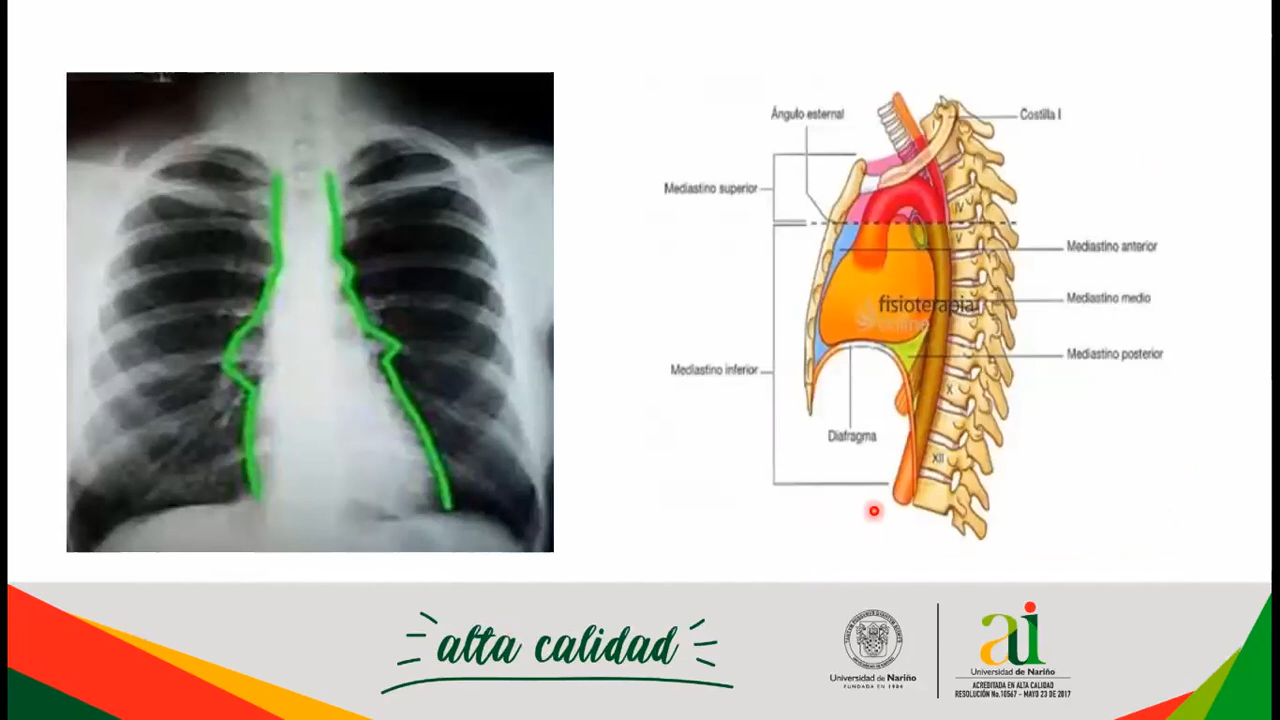 Ángulo esternal
Costilla I
Mediastino superior
IV
V
Mediastino anterior
fisioterapia
online
Mediastino medio
Mediastino posterior
Mediastino inferior
X
Diafragma
XII
alta calidad
Universidad de Nariño
FUNDADA EN 1904
Universidad de Nariño
ACREDITADA EN ALTA CALIDAD
RESOLUCIÓN No.10567 - MAYO 23 DE 2017